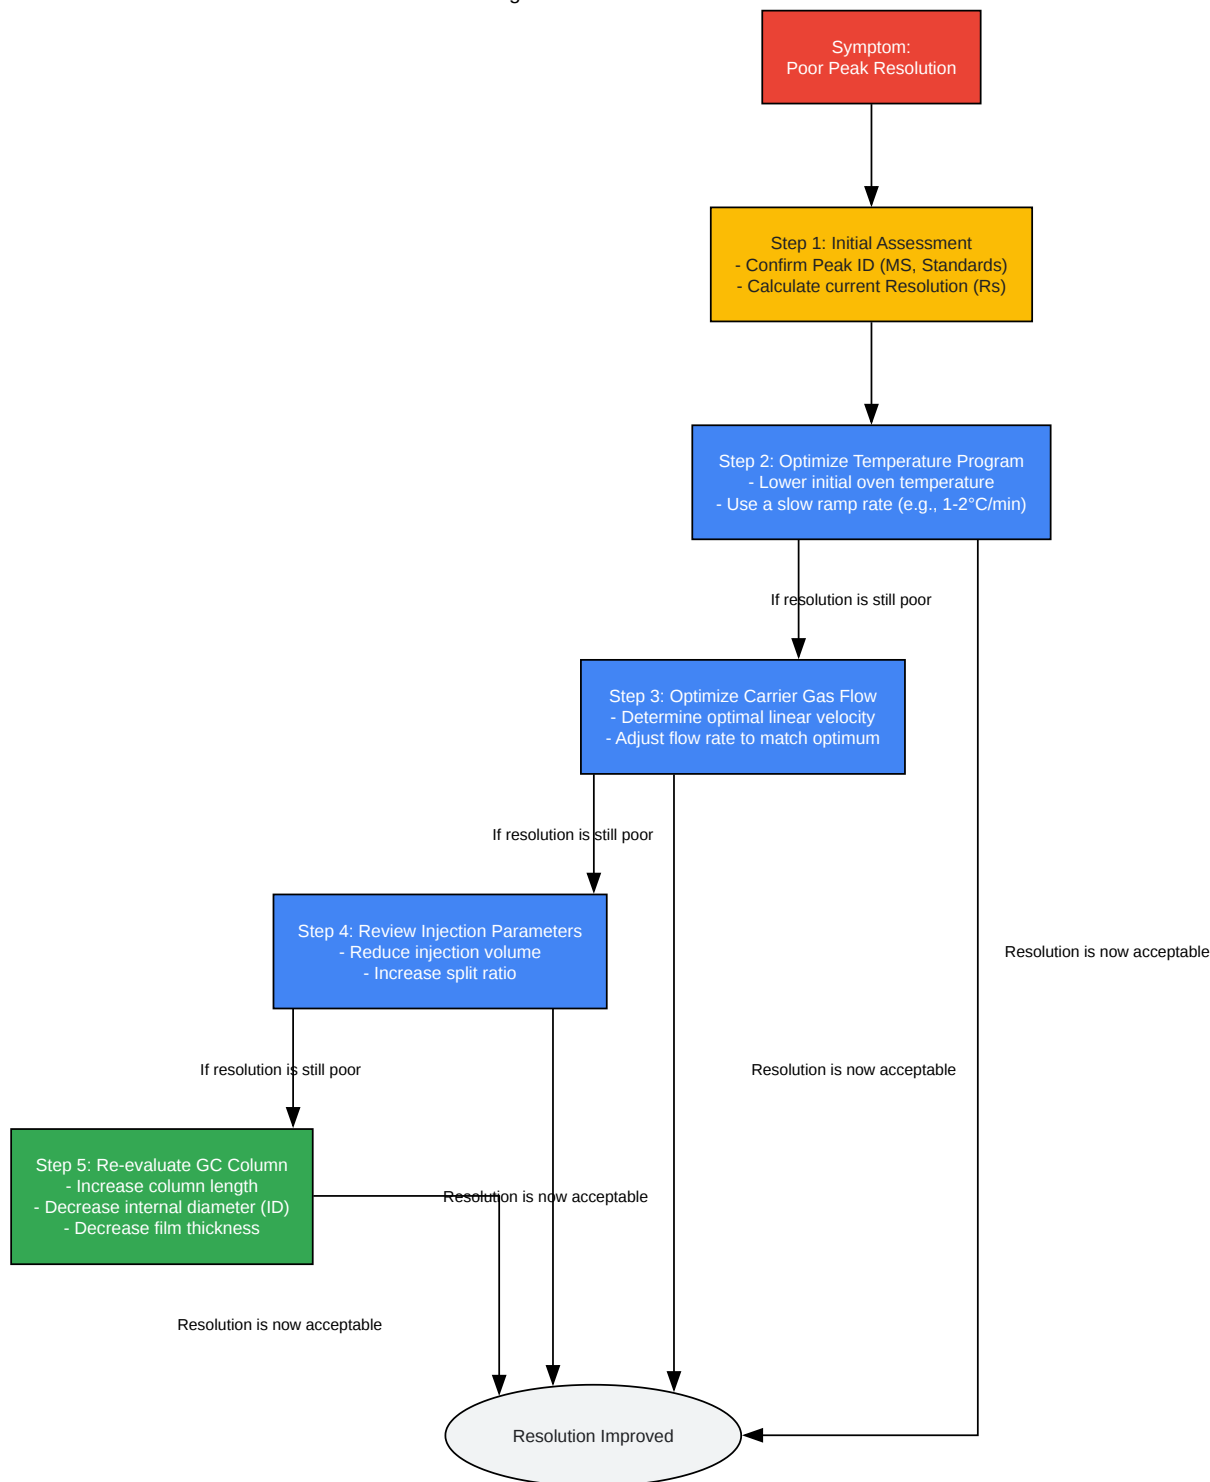 Symptom:
Poor Peak Resolution
Step 1: Initial Assessment
- Confirm Peak ID (MS, Standards)
- Calculate current Resolution (Rs)
Step 2: Optimize Temperature Program
- Lower initial oven temperature
- Use a slow ramp rate (e.g., 1-2°C/min)
If resolution is still poor
Step 3: Optimize Carrier Gas Flow
- Determine optimal linear velocity
- Adjust flow rate to match optimum
If resolution is still poor
Step 4: Review Injection Parameters
- Reduce injection volume
- Increase split ratio
Resolution is now acceptable
If resolution is still poor
Resolution is now acceptable
Step 5: Re-evaluate GC Column
- Increase column length
- Decrease internal diameter (ID)
- Decrease film thickness
Resolution is now acceptable
Resolution is now acceptable
Resolution Improved